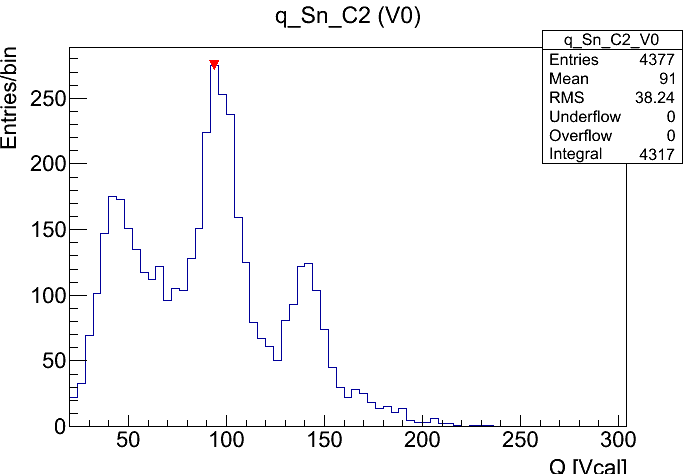 q_Sn_C2 (V0)
q_Sn_C2_V0
Entries 4377
Mean 91
RMS 38.24
Underflow 0
Overflow 0
Integral 4317
Entries/bin
250
200
150
100
50
0
50 100 150 200 250 300
Q [Vcal]